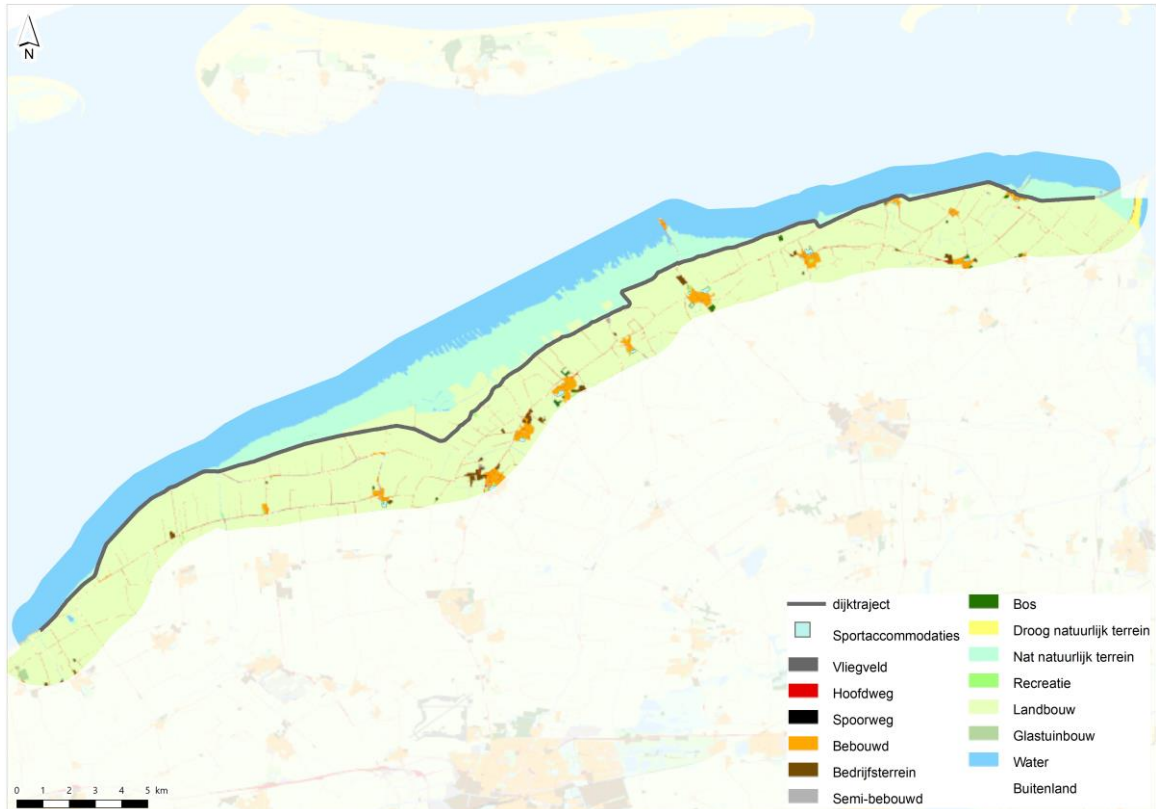 N
dijktraject
Sportaccommodaties
Vliegveld
Hoofdweg
Spoorweg
Bebouwd
Bedrijfsterrein
Semi-bebouwd
Bos
Droog natuurlijk terrein
Nat natuurlijk terrein
Recreatie
Landbouw
Glastuinbouw
Water
Buitenland
0 1 2 3 4 5 km